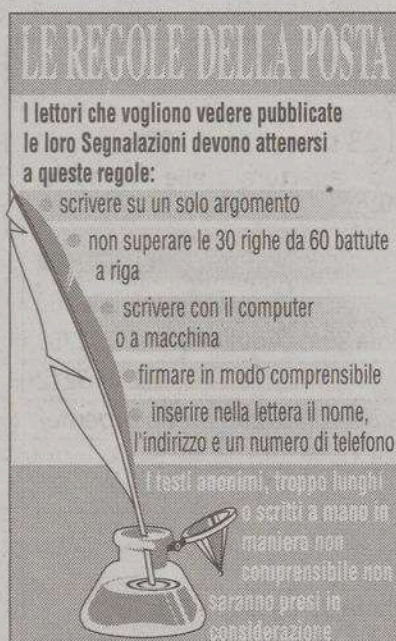 LE REGOLE DELLA POSTA
I lettori che vogliono vedere pubblicate
le loro Segnalazioni devono attenersi
a queste regole:
scrivere su un solo argomento
non superare le 30 righe da 60 battute
a riga
scrivere con il computer
o a macchina
firmare in modo comprensibile
inserire nella lettera il nome,
l'indirizzo e un numero di telefono
I testi anonimi, troppo lunghi
o scritti a mano in
maniera non
comprensibile non
saranno presi in
considerazione